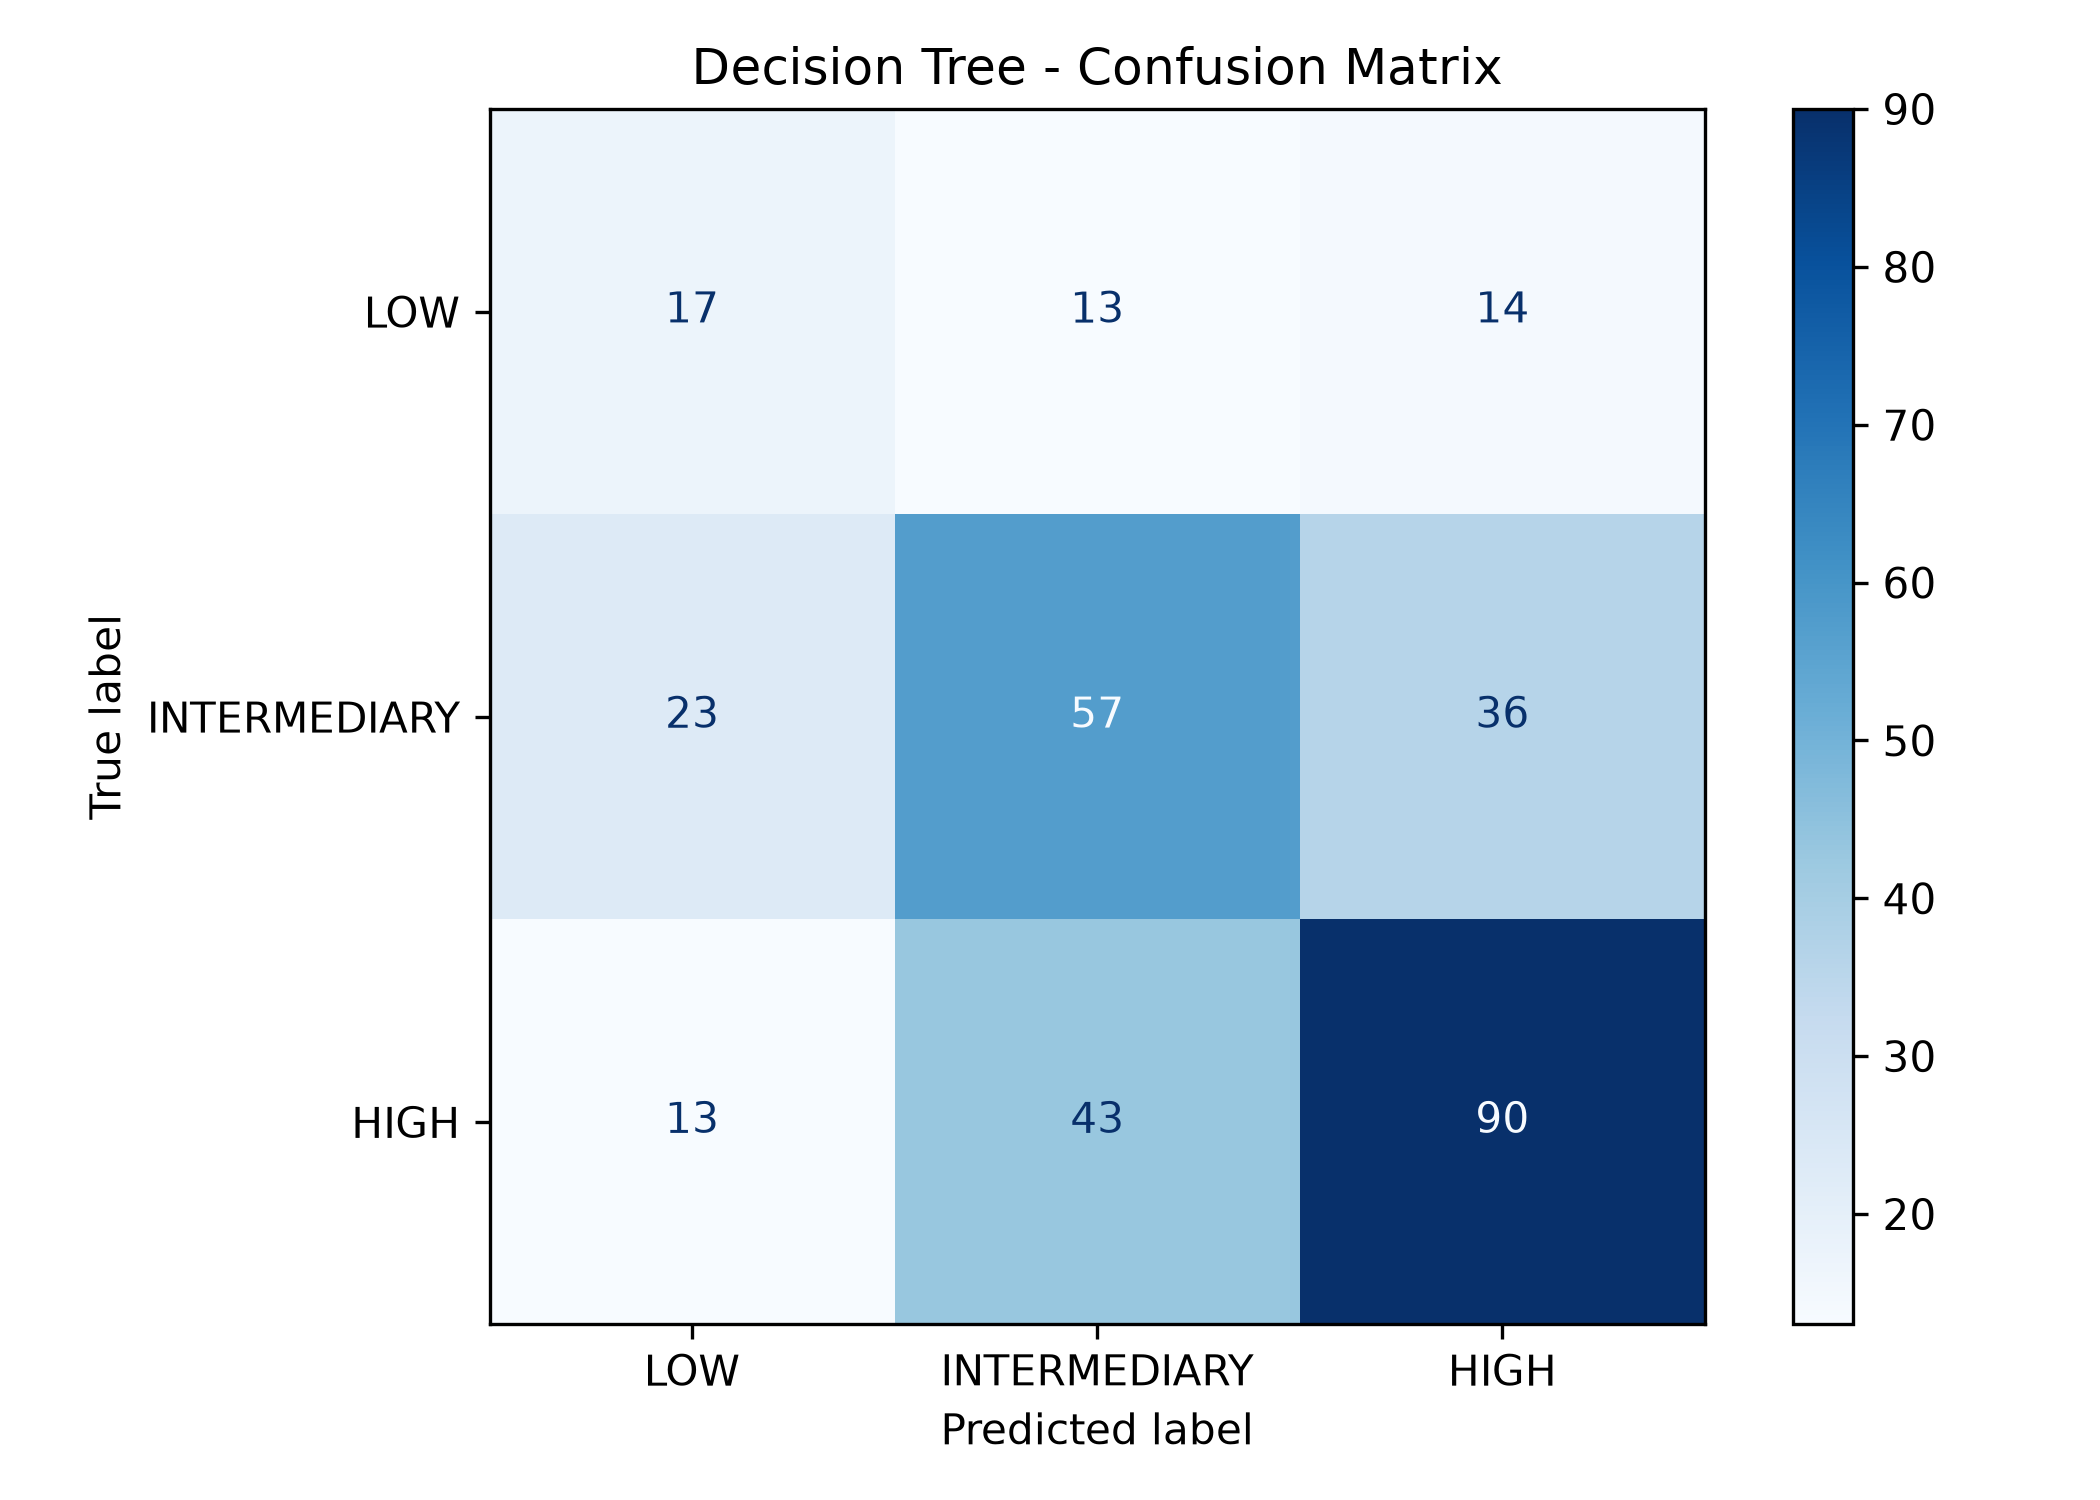 Decision Tree - Confusion Matrix
LOW
17 13 14
INTERMEDIARY
23 57 36
HIGH
13 43 90
LOW INTERMEDIARY HIGH
Predicted label
True label
90
80
70
60
50
40
30
20